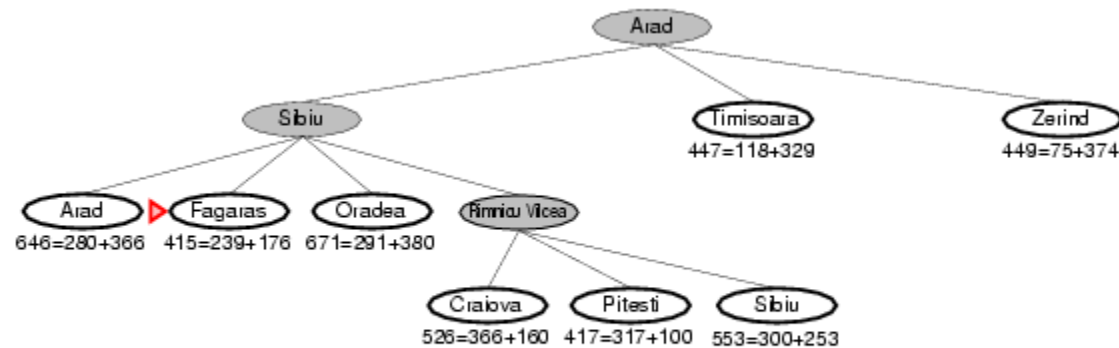 Arad
Sibiu
Timisoara
Zerind
447=118+329
449=75+374
Arad
Fagaras
Oradea
Rimnicu Vilcea
646=280+366
415=239+176
671=291+380
Craiova
Pitesti
Sibiu
526=366+160
417=317+100
553=300+253